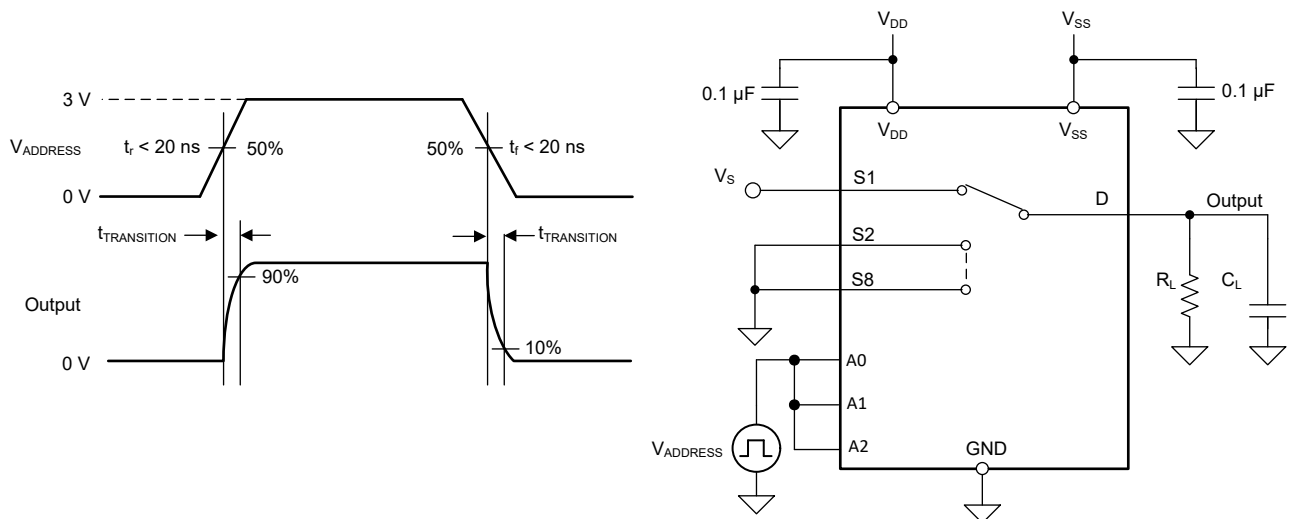 3 V
V_ADDRESS
t_r < 20 ns
50%
50%
t_f < 20 ns
0 V
t_TRANSITION
t_TRANSITION
90%
Output
10%
0 V
V_DD
V_SS
0.1 µF
0.1 µF
V_DD
V_SS
V_S
S1
D
Output
S2
S8
R_L
C_L
A0
A1
A2
V_ADDRESS
GND